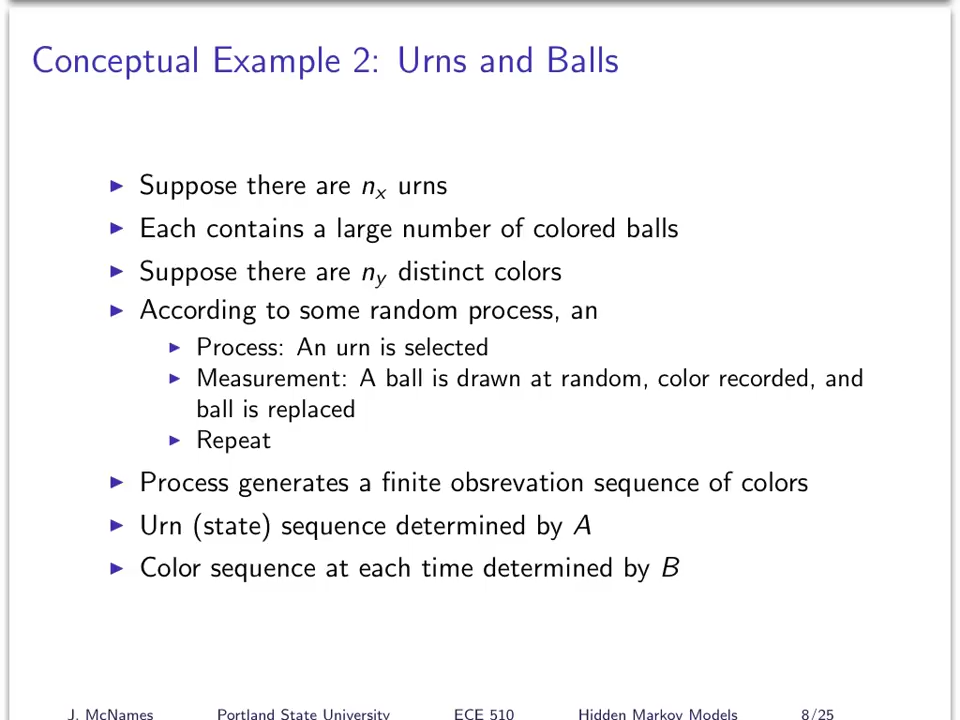 Conceptual Example 2: Urns and Balls
▶ Suppose there are nₓ urns
▶ Each contains a large number of colored balls
▶ Suppose there are n_y distinct colors
▶ According to some random process, an
▶ Process: An urn is selected
▶ Measurement: A ball is drawn at random, color recorded, and
ball is replaced
▶ Repeat
▶ Process generates a finite obsrevation sequence of colors
▶ Urn (state) sequence determined by A
▶ Color sequence at each time determined by B
J. McNames Portland State University ECE 510 Hidden Markov Models 8/25